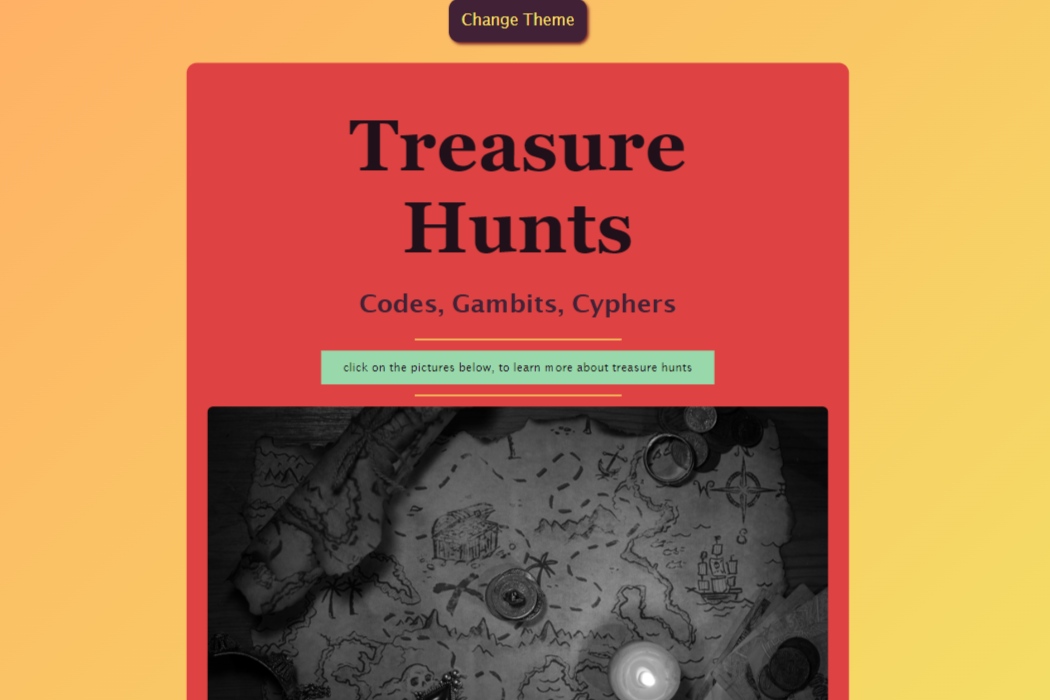 Change Theme
Treasure
Hunts
Codes, Gambits, Cyphers
click on the pictures below, to learn more about treasure hunts
W
S